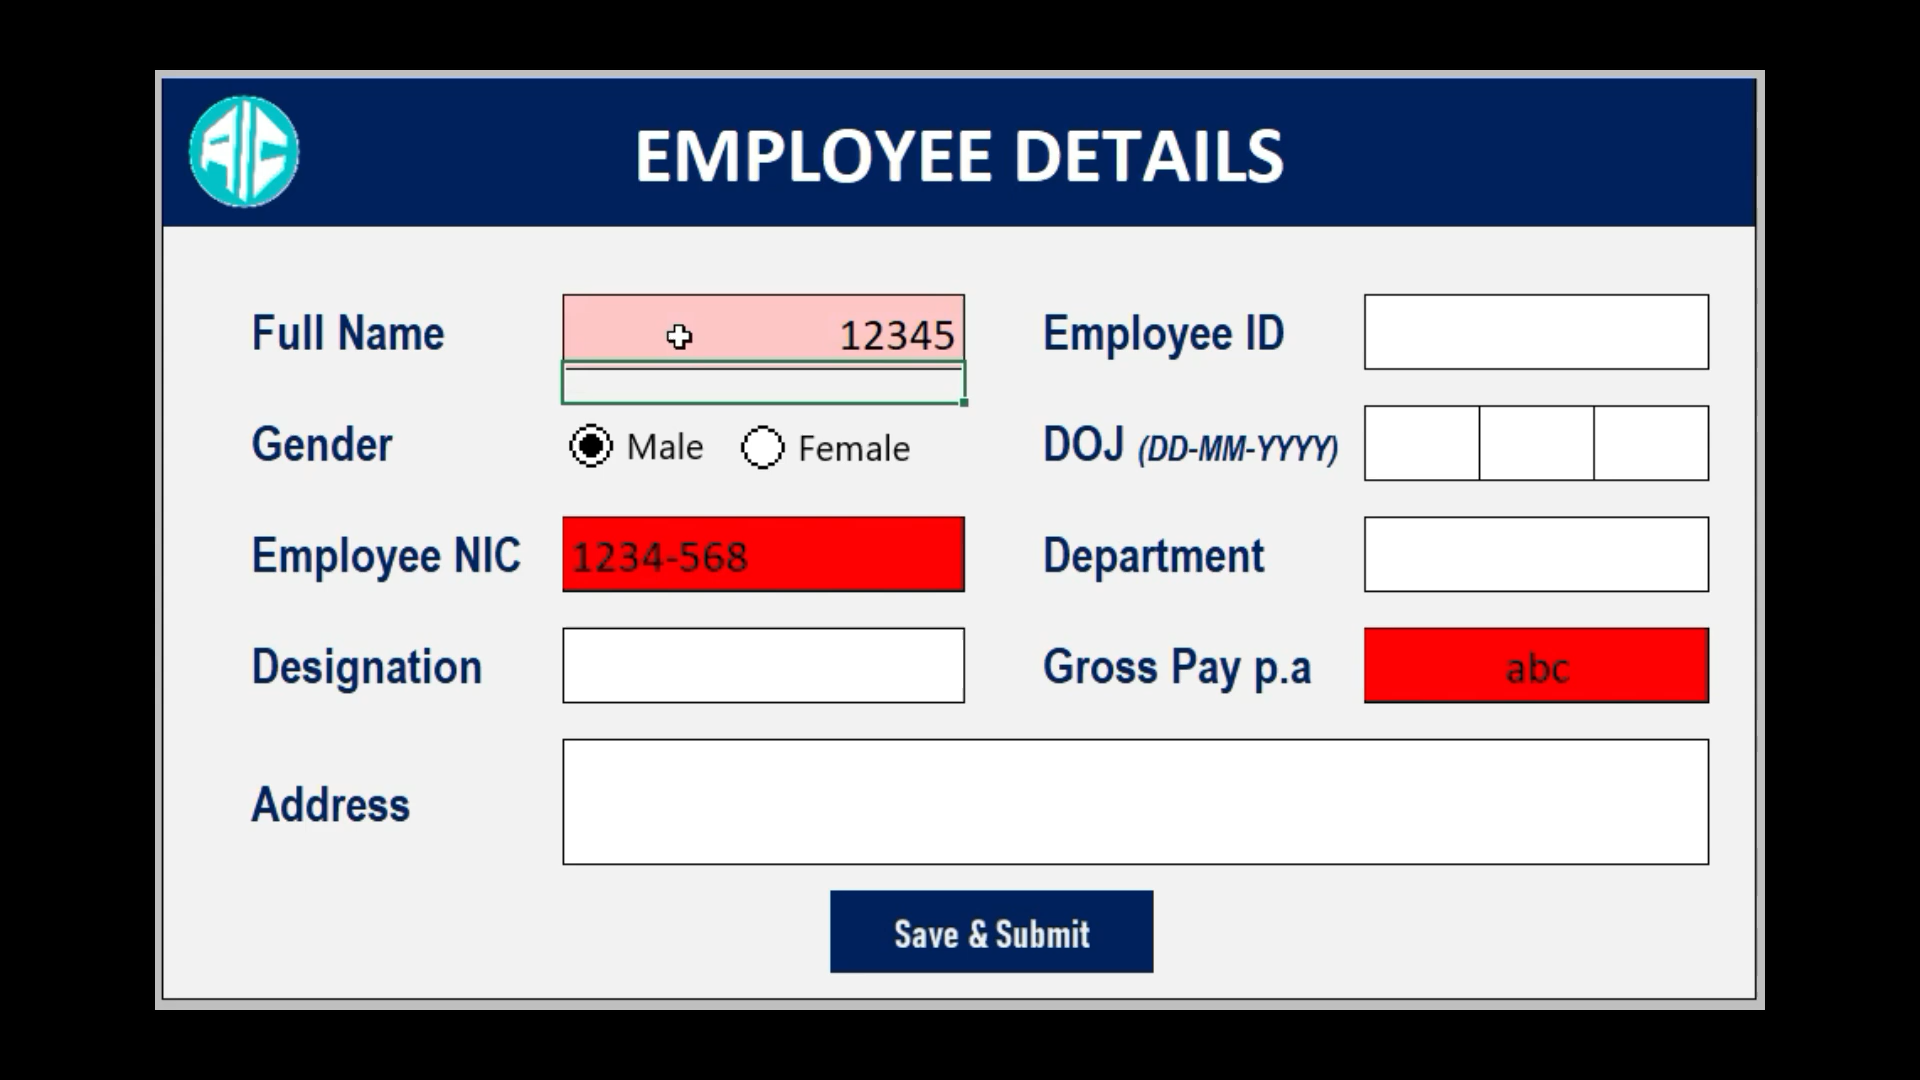 AIC
EMPLOYEE DETAILS
Full Name 12345 Employee ID
Gender Male Female DOJ (DD-MM-YYYY)
Employee NIC 1234-568 Department
Designation Gross Pay p.a abc
Address
Save & Submit